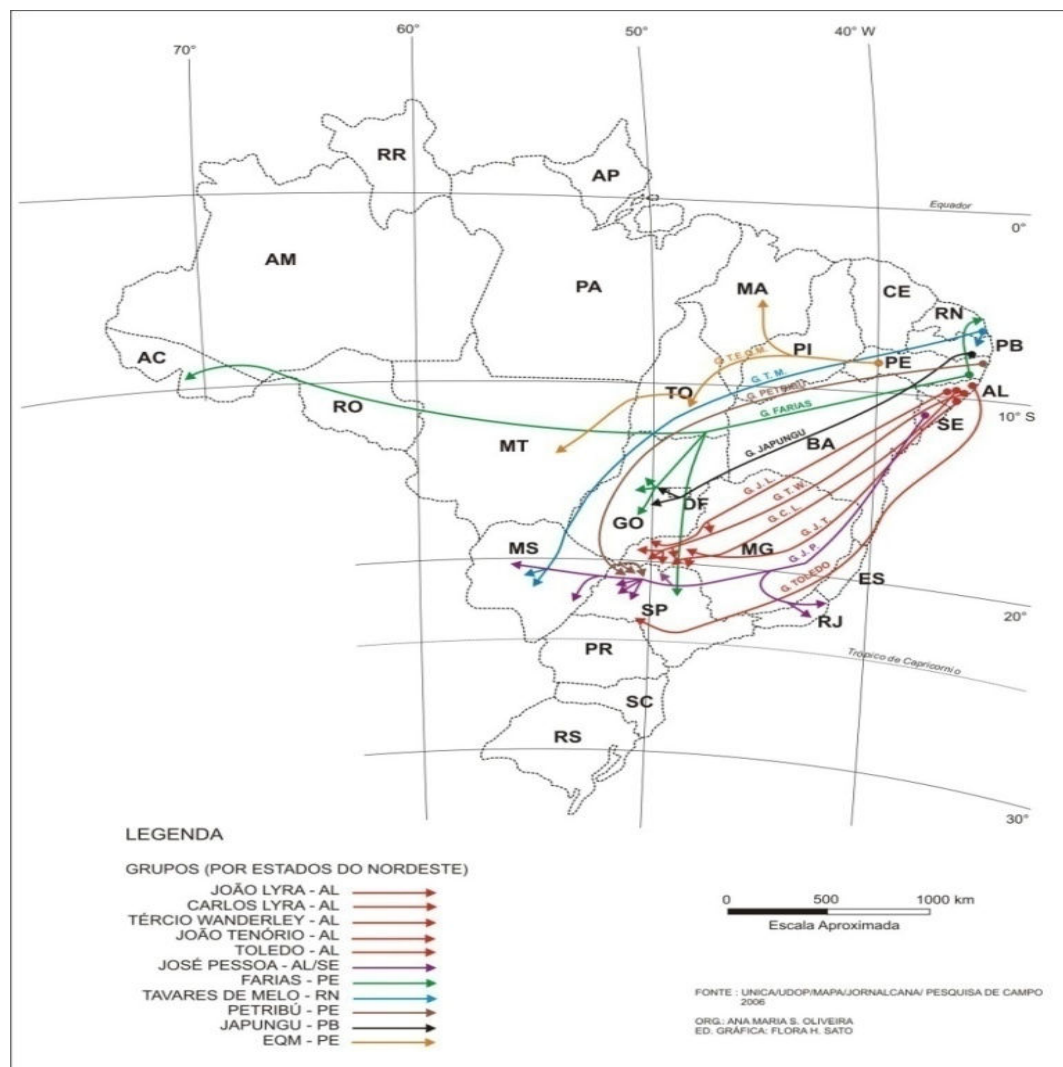 70°
60°
50°
40° W
RR
AP
Equador
0°
AM
PA
MA
CE
RN
PI
PB
AC
PE
TO
G. T. M.
G. PETRIBÚ
AL
RO
G. FARIAS
10° S
SE
MT
G. JAPUNGU
BA
G. J. L.
G. T. W.
DF
G. C. L.
GO
G. J. T.
MS
MG
G. J. P.
G. TOLEDO
ES
SP
20°
RJ
PR
Trópico de Capricornio
SC
RS
30°
LEGENDA
GRUPOS (POR ESTADOS DO NORDESTE)
JOÃO LYRA - AL
CARLOS LYRA - AL
TÉRCIO WANDERLEY - AL
JOÃO TENÓRIO - AL
TOLEDO - AL
JOSÉ PESSOA - AL/SE
FARIAS - PE
TAVARES DE MELO - RN
PETRIBÚ - PE
JAPUNGU - PB
EQM - PE
0 500 1000 km
Escala Aproximada
FONTE : UNICA/UDOP/MAPA/JORNALCANA/ PESQUISA DE CAMPO
2006
ORG.: ANA MARIA S. OLIVEIRA
ED. GRÁFICA: FLORA H. SATO